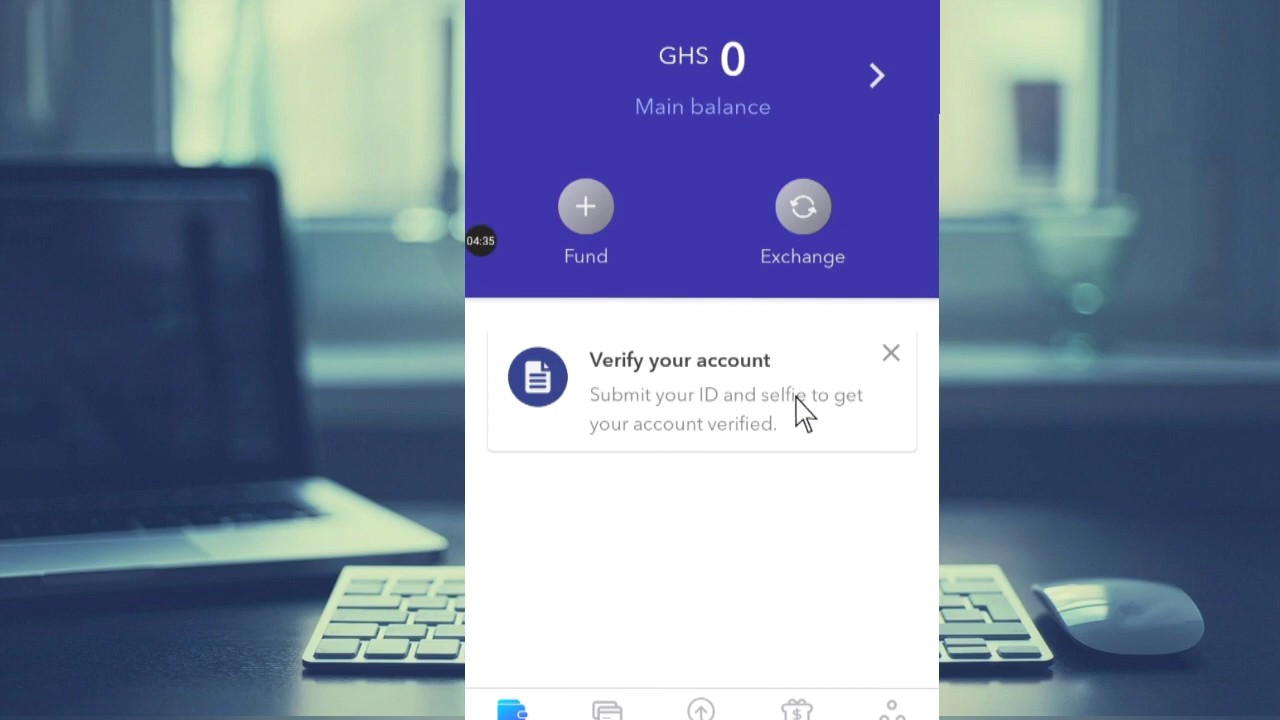 GHS 0
Main balance
04:35
Fund
Exchange
Verify your account
Submit your ID and selfie to get
your account verified.